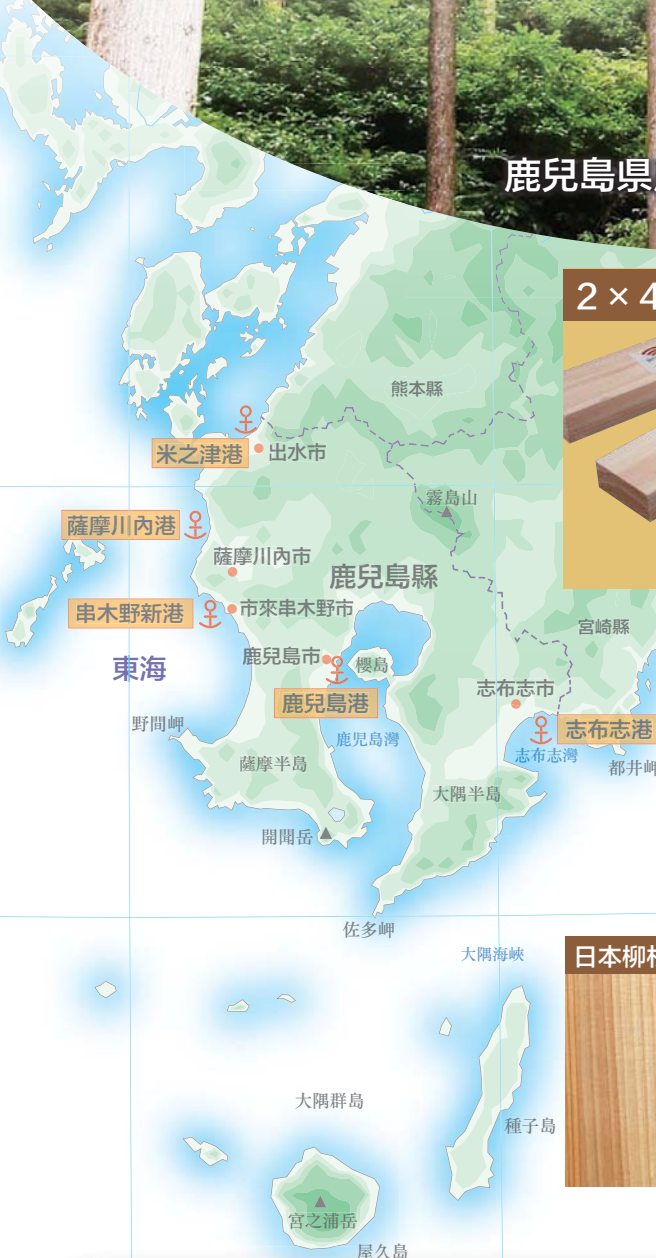 鹿兒島県
2×4
熊本縣
米之津港
出水市
霧島山
薩摩川內港
薩摩川內市
鹿兒島縣
串木野新港
市來串木野市
宮崎縣
鹿兒島市
櫻島
東海
志布志市
鹿兒島港
野間岬
志布志港
鹿児島灣
志布志灣
薩摩半島
都井岬
大隅半島
開聞岳
佐多岬
大隅海峽
日本柳杉
大隅群島
種子島
宮之浦岳
屋久島